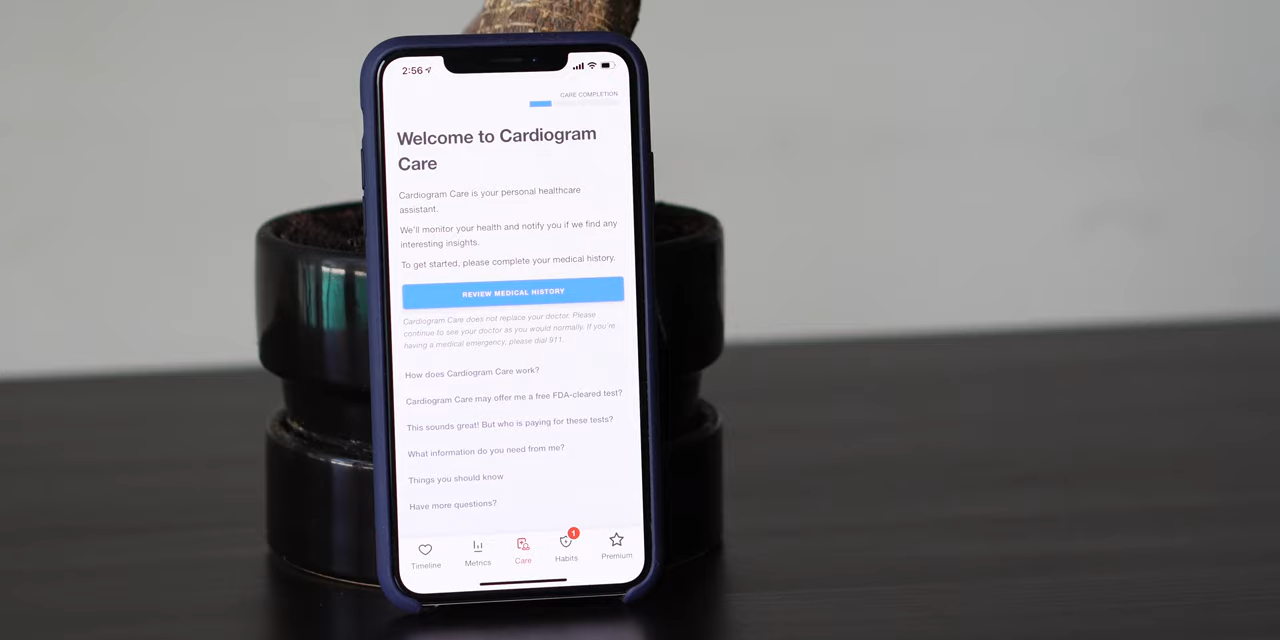 2:56
CARE COMPLETION
Welcome to Cardiogram
Care
Cardiogram Care is your personal healthcare
assistant.
We'll monitor your health and notify you if we find any
interesting insights.
To get started, please complete your medical history.
REVIEW MEDICAL HISTORY
Cardiogram Care does not replace your doctor. Please
continue to see your doctor as you would normally. If you're
having a medical emergency, please dial 911.
How does Cardiogram Care work?
Cardiogram Care may offer me a free FDA-cleared test?
This sounds great! But who is paying for these tests?
What information do you need from me?
Things you should know
Have more questions?
1
Timeline Metrics Care Habits Premium